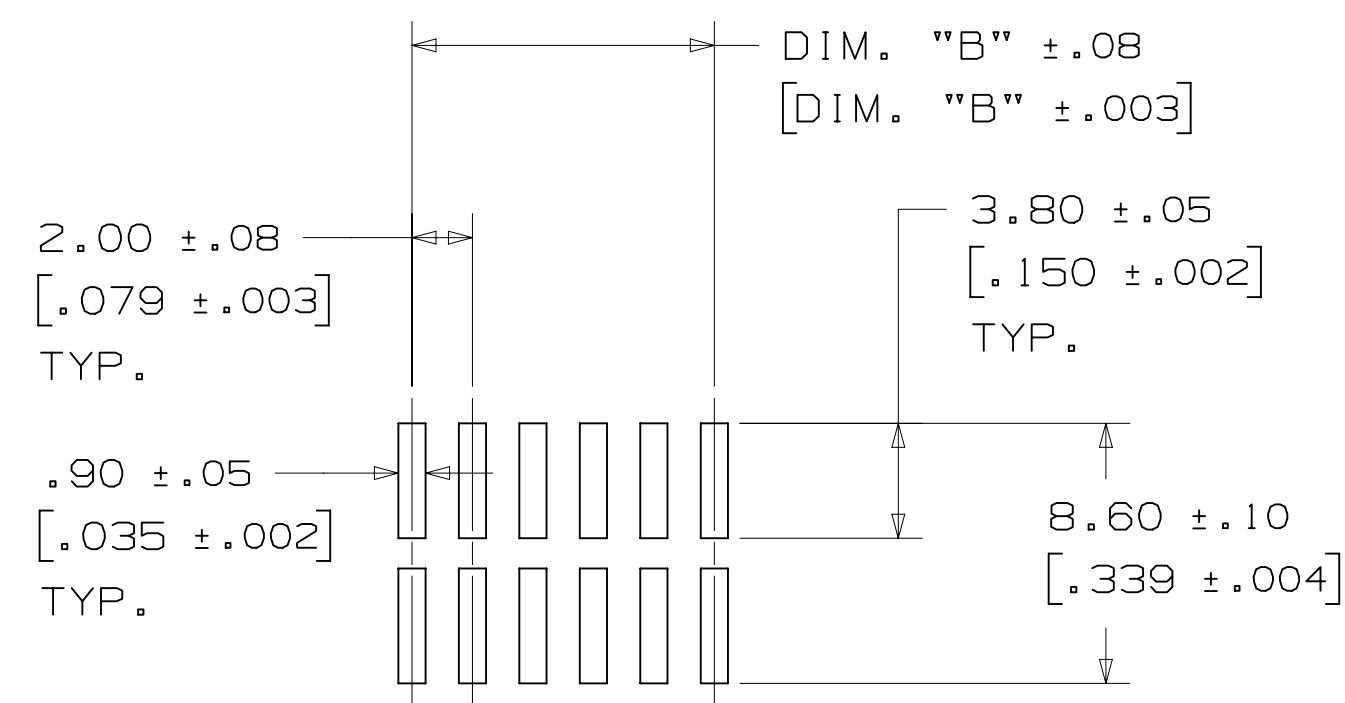 DIM. "B" ±.08
[DIM. "B" ±.003]
2.00 ±.08
[.079 ±.003]
TYP.
3.80 ±.05
[.150 ±.002]
TYP.
.90 ±.05
[.035 ±.002]
TYP.
8.60 ±.10
[.339 ±.004]